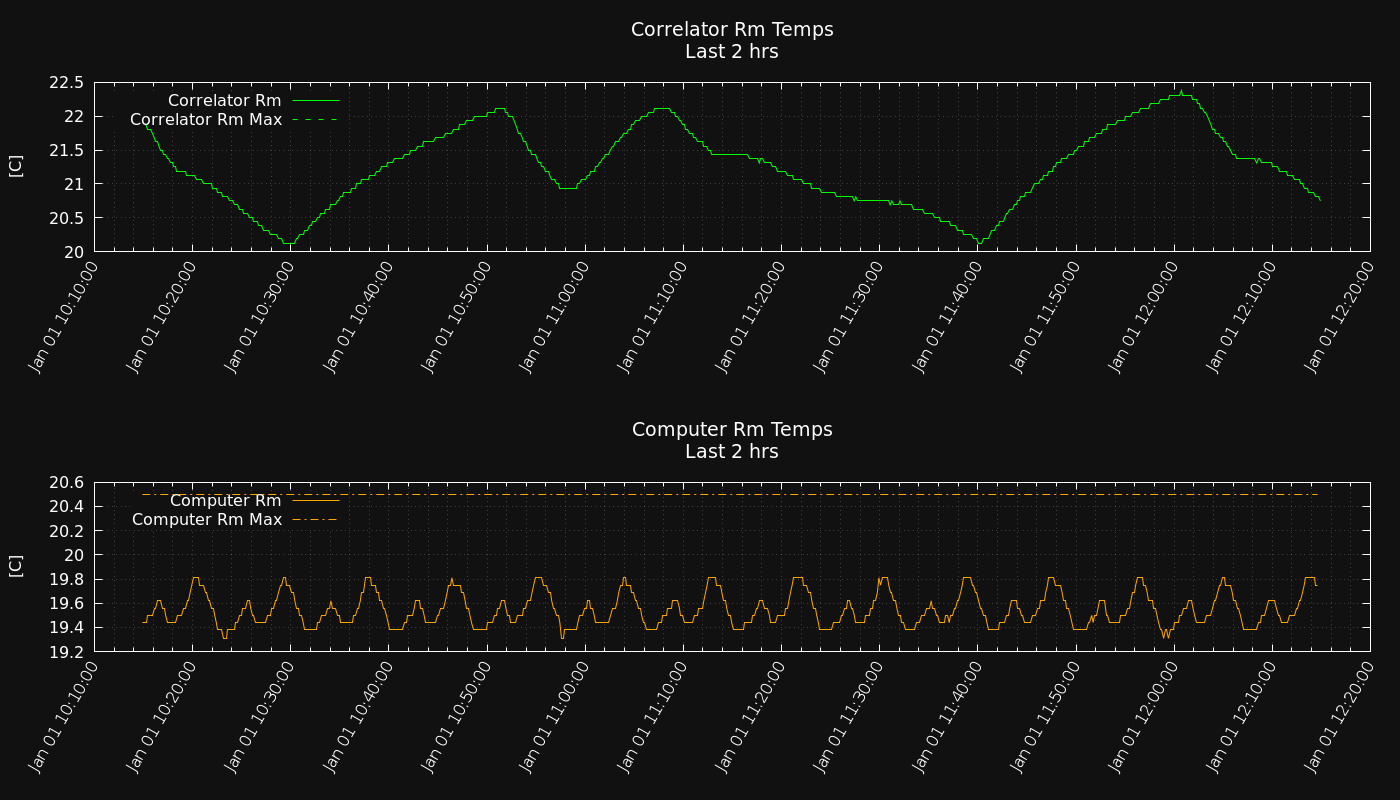 Correlator Rm Temps
Last 2 hrs
22.5
22
21.5
21
20.5
20
[C]
Correlator Rm
Correlator Rm Max
Jan 01 10:10:00
Jan 01 10:20:00
Jan 01 10:30:00
Jan 01 10:40:00
Jan 01 10:50:00
Jan 01 11:00:00
Jan 01 11:10:00
Jan 01 11:20:00
Jan 01 11:30:00
Jan 01 11:40:00
Jan 01 11:50:00
Jan 01 12:00:00
Jan 01 12:10:00
Jan 01 12:20:00
Computer Rm Temps
Last 2 hrs
20.6
20.4
20.2
20
19.8
19.6
19.4
19.2
[C]
Computer Rm
Computer Rm Max
Jan 01 10:10:00
Jan 01 10:20:00
Jan 01 10:30:00
Jan 01 10:40:00
Jan 01 10:50:00
Jan 01 11:00:00
Jan 01 11:10:00
Jan 01 11:20:00
Jan 01 11:30:00
Jan 01 11:40:00
Jan 01 11:50:00
Jan 01 12:00:00
Jan 01 12:10:00
Jan 01 12:20:00